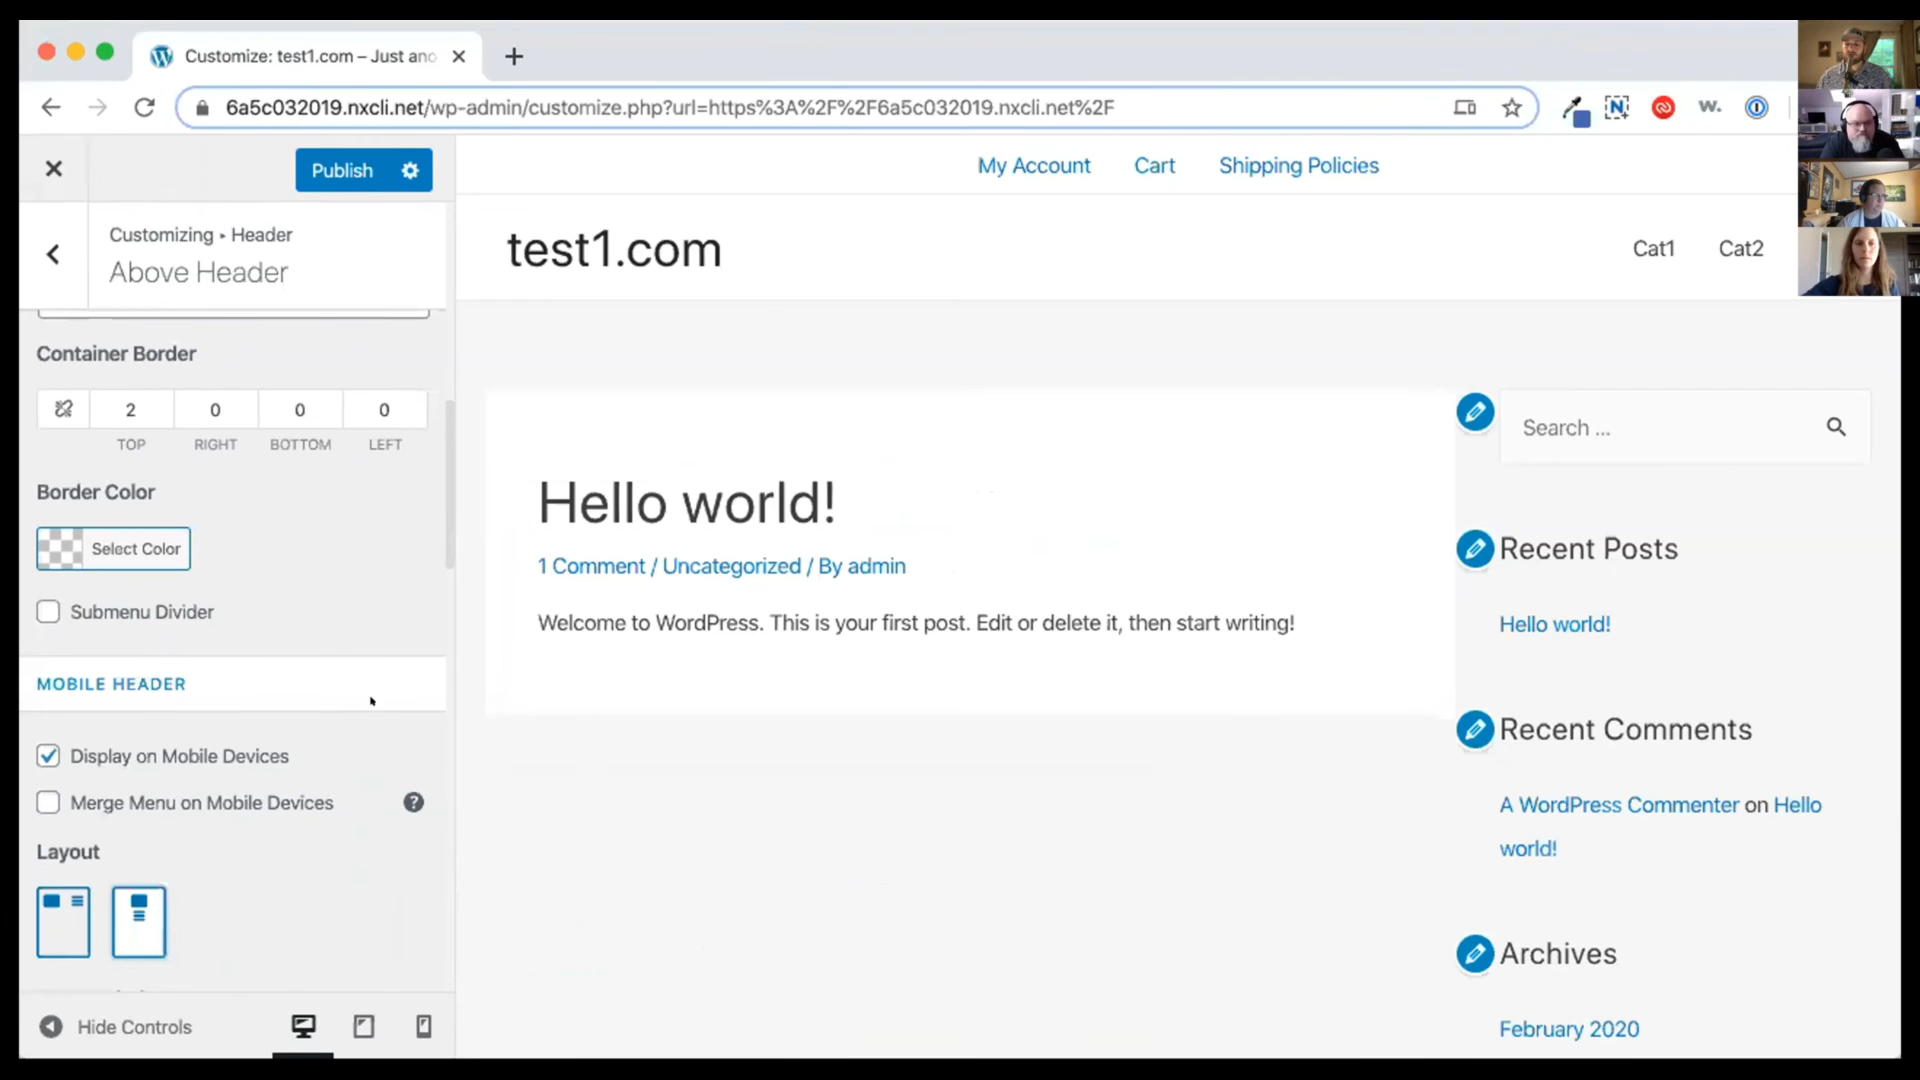 Customize: test1.com – Just ano
6a5c032019.nxcli.net/wp-admin/customize.php?url=https%3A%2F%2F6a5c032019.nxcli.net%2F
N
w.
Publish
My Account Cart Shipping Policies
Customizing ▸ Header
Above Header
test1.com
Cat1 Cat2
Container Border
2 0 0 0
TOP RIGHT BOTTOM LEFT
Border Color
Select Color
Submenu Divider
MOBILE HEADER
Display on Mobile Devices
Merge Menu on Mobile Devices ?
Layout
Hide Controls
Hello world!
1 Comment / Uncategorized / By admin
Welcome to WordPress. This is your first post. Edit or delete it, then start writing!
Search ...
Recent Posts
Hello world!
Recent Comments
A WordPress Commenter on Hello
world!
Archives
February 2020